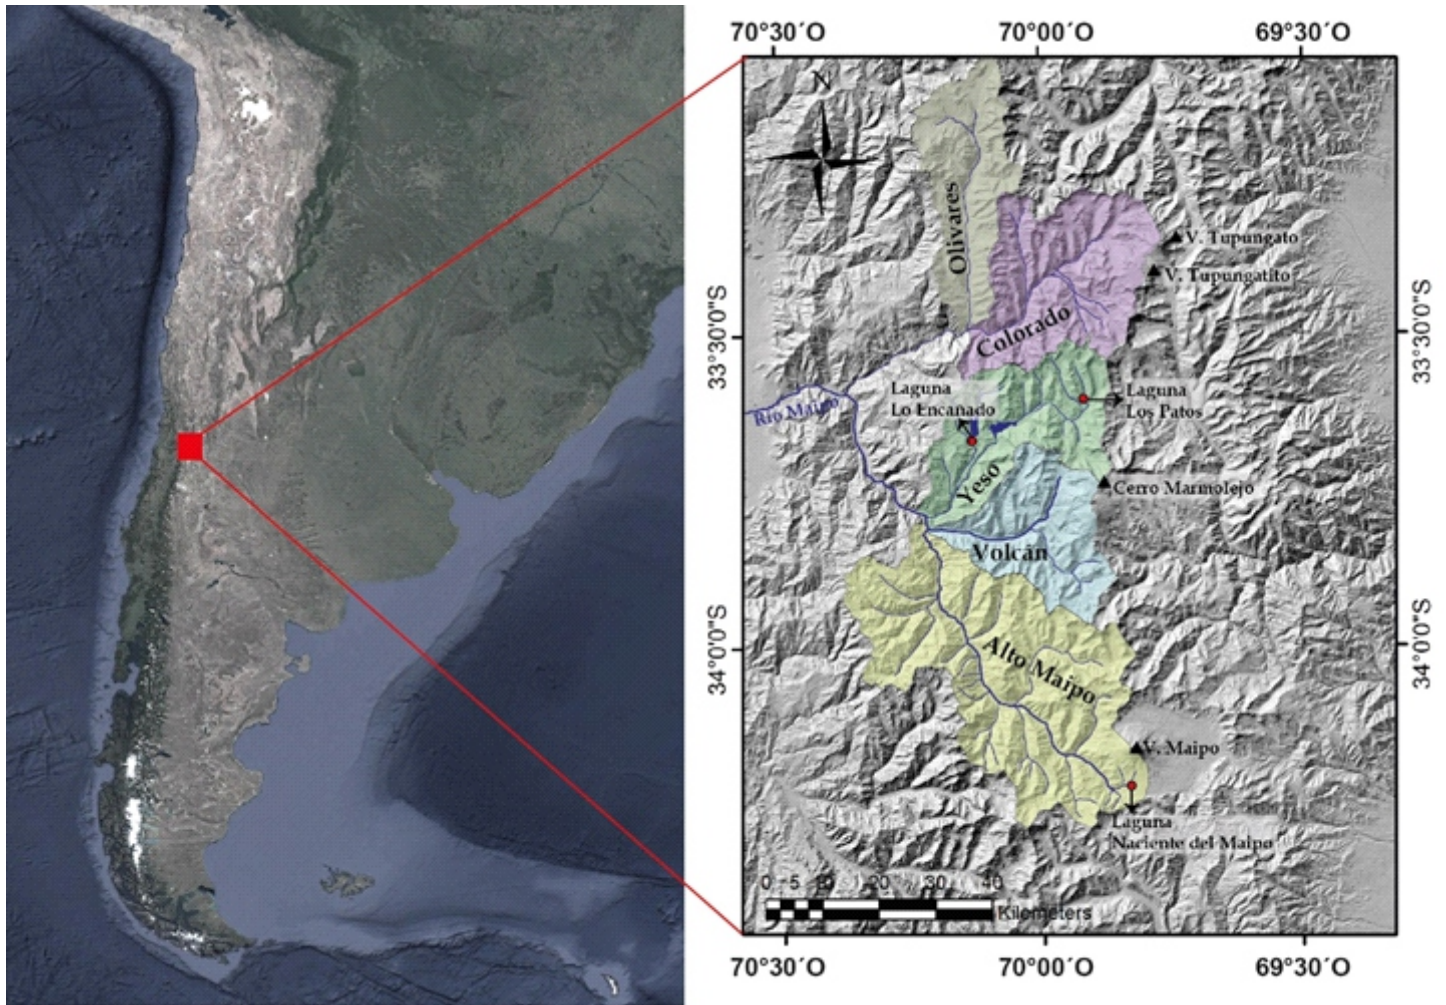 70°30´O 70°00´O 69°30´O
N
Olivares
V. Tupungato
V. Tupungatito
33°30'0"S
33°30'0"S
Colorado
Laguna
Lo Encañado
Laguna
Los Patos
Río Maipo
Yeso
Cerro Marmolejo
Volcán
34°0'0"S
34°0'0"S
Alto Maipo
V. Maipo
Laguna
Naciente del Maipo
0 5 10 20 30 40
Kilometers
70°30´O 70°00´O 69°30´O